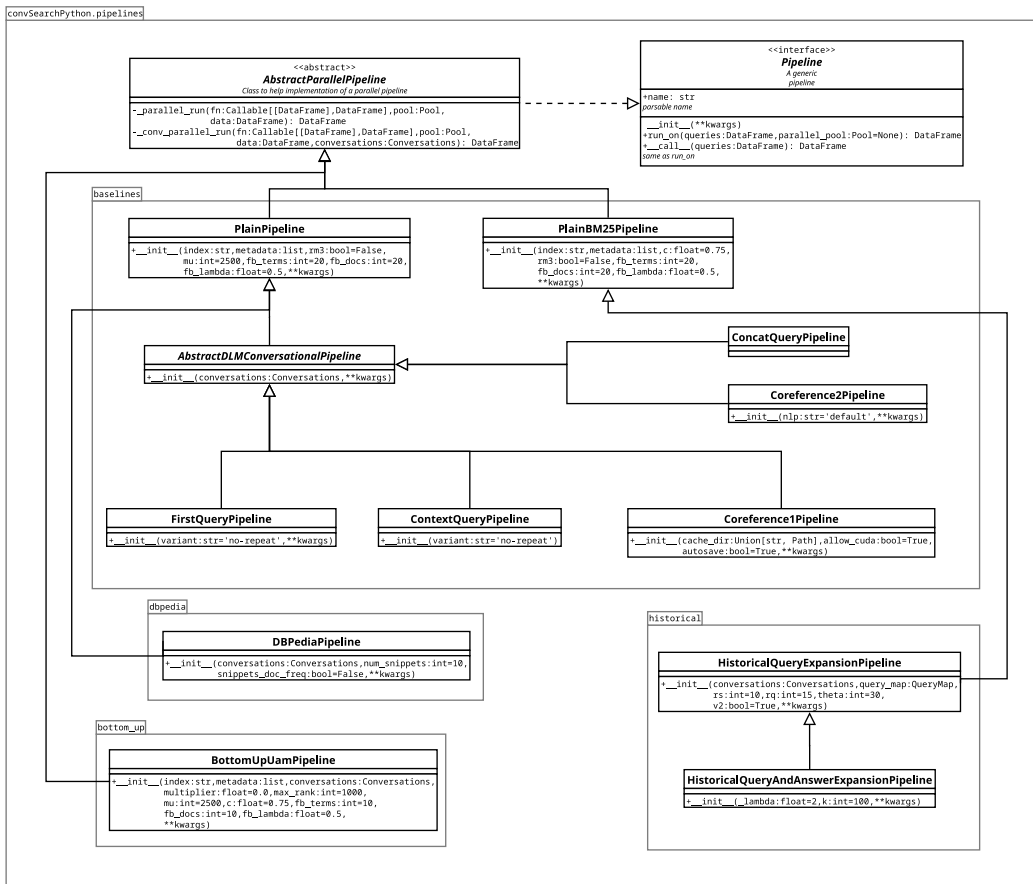 convSearchPython.pipelines
<<abstract>>
AbstractParallelPipeline
Class to help implementation of a parallel pipeline
-_parallel_run(fn:Callable[[DataFrame],DataFrame],pool:Pool,
data:DataFrame): DataFrame
-_conv_parallel_run(fn:Callable[[DataFrame],DataFrame],pool:Pool,
data:DataFrame,conversations:Conversations): DataFrame
<<interface>>
Pipeline
A generic
pipeline
+name: str
parsable name
__init__(**kwargs)
+run_on(queries:DataFrame,parallel_pool:Pool=None): DataFrame
+__call__(queries:DataFrame): DataFrame
same as run_on
baselines
PlainPipeline
+__init__(index:str,metadata:list,rm3:bool=False,
mu:int=2500,fb_terms:int=20,fb_docs:int=20,
fb_lambda:float=0.5,**kwargs)
PlainBM25Pipeline
+__init__(index:str,metadata:list,c:float=0.75,
rm3:bool=False,fb_terms:int=20,
fb_docs:int=20,fb_lambda:float=0.5,
**kwargs)
AbstractDLMConversationalPipeline
+__init__(conversations:Conversations,**kwargs)
ConcatQueryPipeline
Coreference2Pipeline
+__init__(nlp:str='default',**kwargs)
FirstQueryPipeline
+__init__(variant:str='no-repeat',**kwargs)
ContextQueryPipeline
+__init__(variant:str='no-repeat')
Coreference1Pipeline
+__init__(cache_dir:Union[str, Path],allow_cuda:bool=True,
autosave:bool=True,**kwargs)
dbpedia
DBPediaPipeline
+__init__(conversations:Conversations,num_snippets:int=10,
snippets_doc_freq:bool=False,**kwargs)
historical
HistoricalQueryExpansionPipeline
+__init__(conversations:Conversations,query_map:QueryMap,
rs:int=10,rq:int=15,theta:int=30,
v2:bool=True,**kwargs)
HistoricalQueryAndAnswerExpansionPipeline
+__init__(_lambda:float=2,k:int=100,**kwargs)
bottom_up
BottomUpUamPipeline
+__init__(index:str,metadata:list,conversations:Conversations,
multiplier:float=0.0,max_rank:int=1000,
mu:int=2500,c:float=0.75,fb_terms:int=10,
fb_docs:int=10,fb_lambda:float=0.5,
**kwargs)